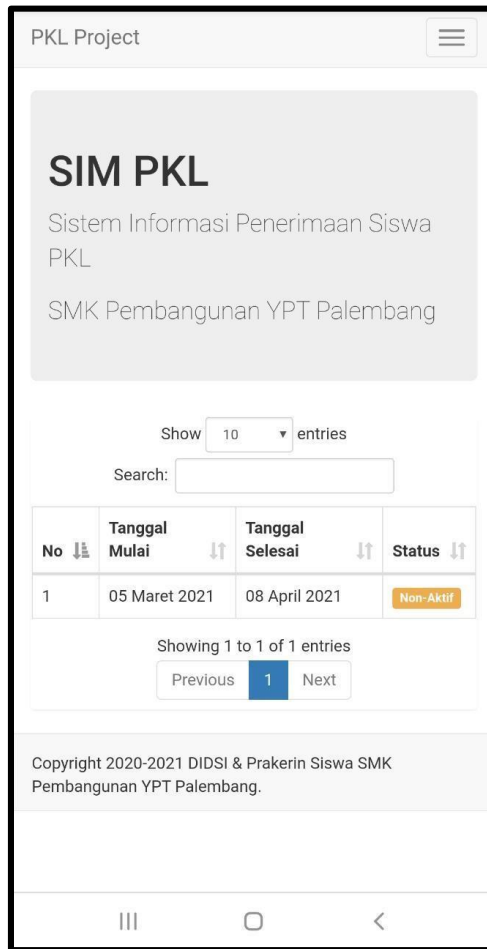 PKL Project
SIM PKL
Sistem Informasi Penerimaan Siswa
PKL
SMK Pembangunan YPT Palembang
Show 10 entries
Search:
No Tanggal Mulai Tanggal Selesai Status
1 05 Maret 2021 08 April 2021 Non-Aktif
Showing 1 to 1 of 1 entries
Previous 1 Next
Copyright 2020-2021 DIDSI & Prakerin Siswa SMK
Pembangunan YPT Palembang.